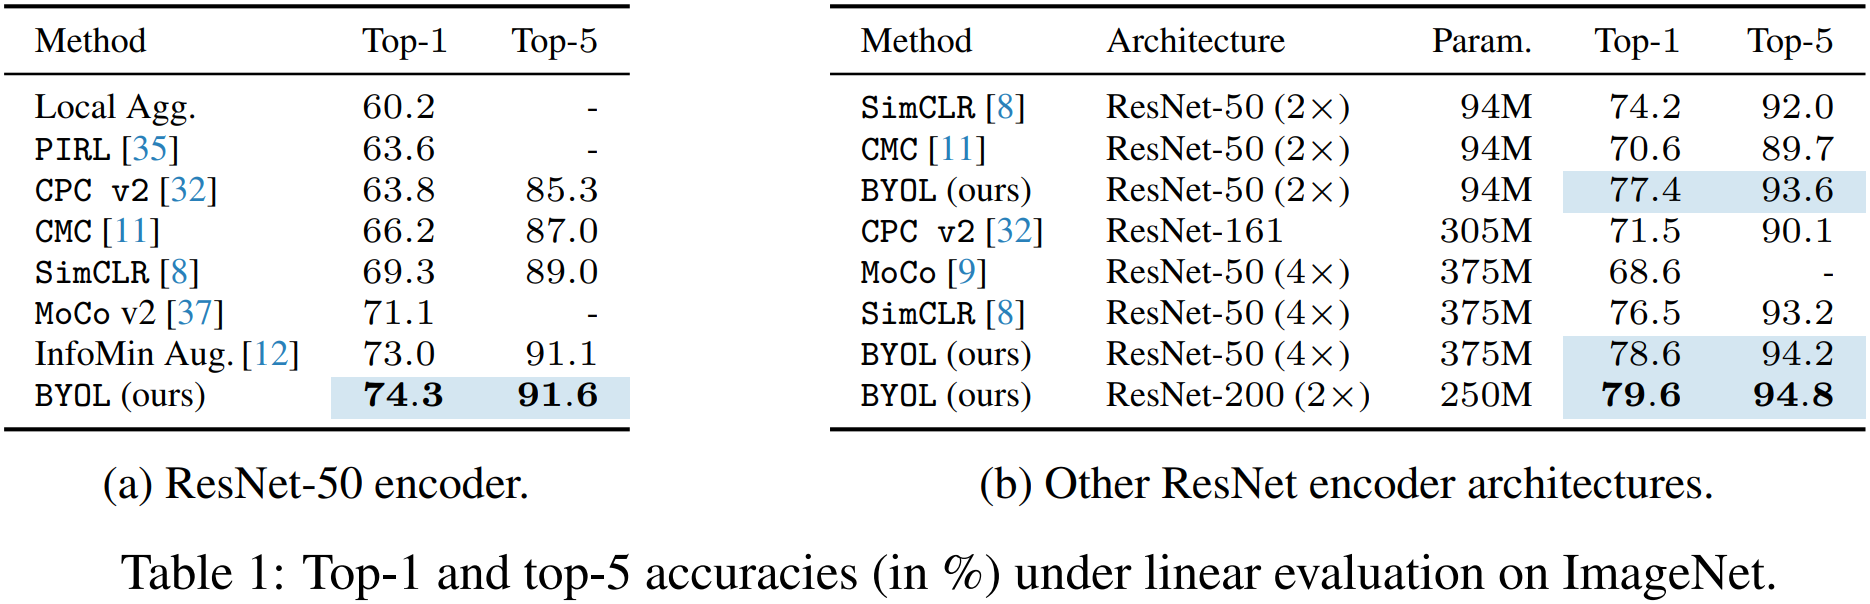 Method Top-1 Top-5
Local Agg. 60.2 -
PIRL [35] 63.6 -
CPC v2 [32] 63.8 85.3
CMC [11] 66.2 87.0
SimCLR [8] 69.3 89.0
MoCo v2 [37] 71.1 -
InfoMin Aug. [12] 73.0 91.1
BYOL (ours) 74.3 91.6
(a) ResNet-50 encoder.
Method Architecture Param. Top-1 Top-5
SimCLR [8] ResNet-50 (2×) 94M 74.2 92.0
CMC [11] ResNet-50 (2×) 94M 70.6 89.7
BYOL (ours) ResNet-50 (2×) 94M 77.4 93.6
CPC v2 [32] ResNet-161 305M 71.5 90.1
MoCo [9] ResNet-50 (4×) 375M 68.6 -
SimCLR [8] ResNet-50 (4×) 375M 76.5 93.2
BYOL (ours) ResNet-50 (4×) 375M 78.6 94.2
BYOL (ours) ResNet-200 (2×) 250M 79.6 94.8
(b) Other ResNet encoder architectures.
Table 1: Top-1 and top-5 accuracies (in %) under linear evaluation on ImageNet.